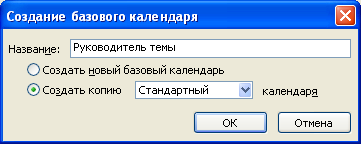 Создание базового календаря
Название: Руководитель темы
Создать новый базовый календарь
Создать копию Стандартный календаря
ОК Отмена